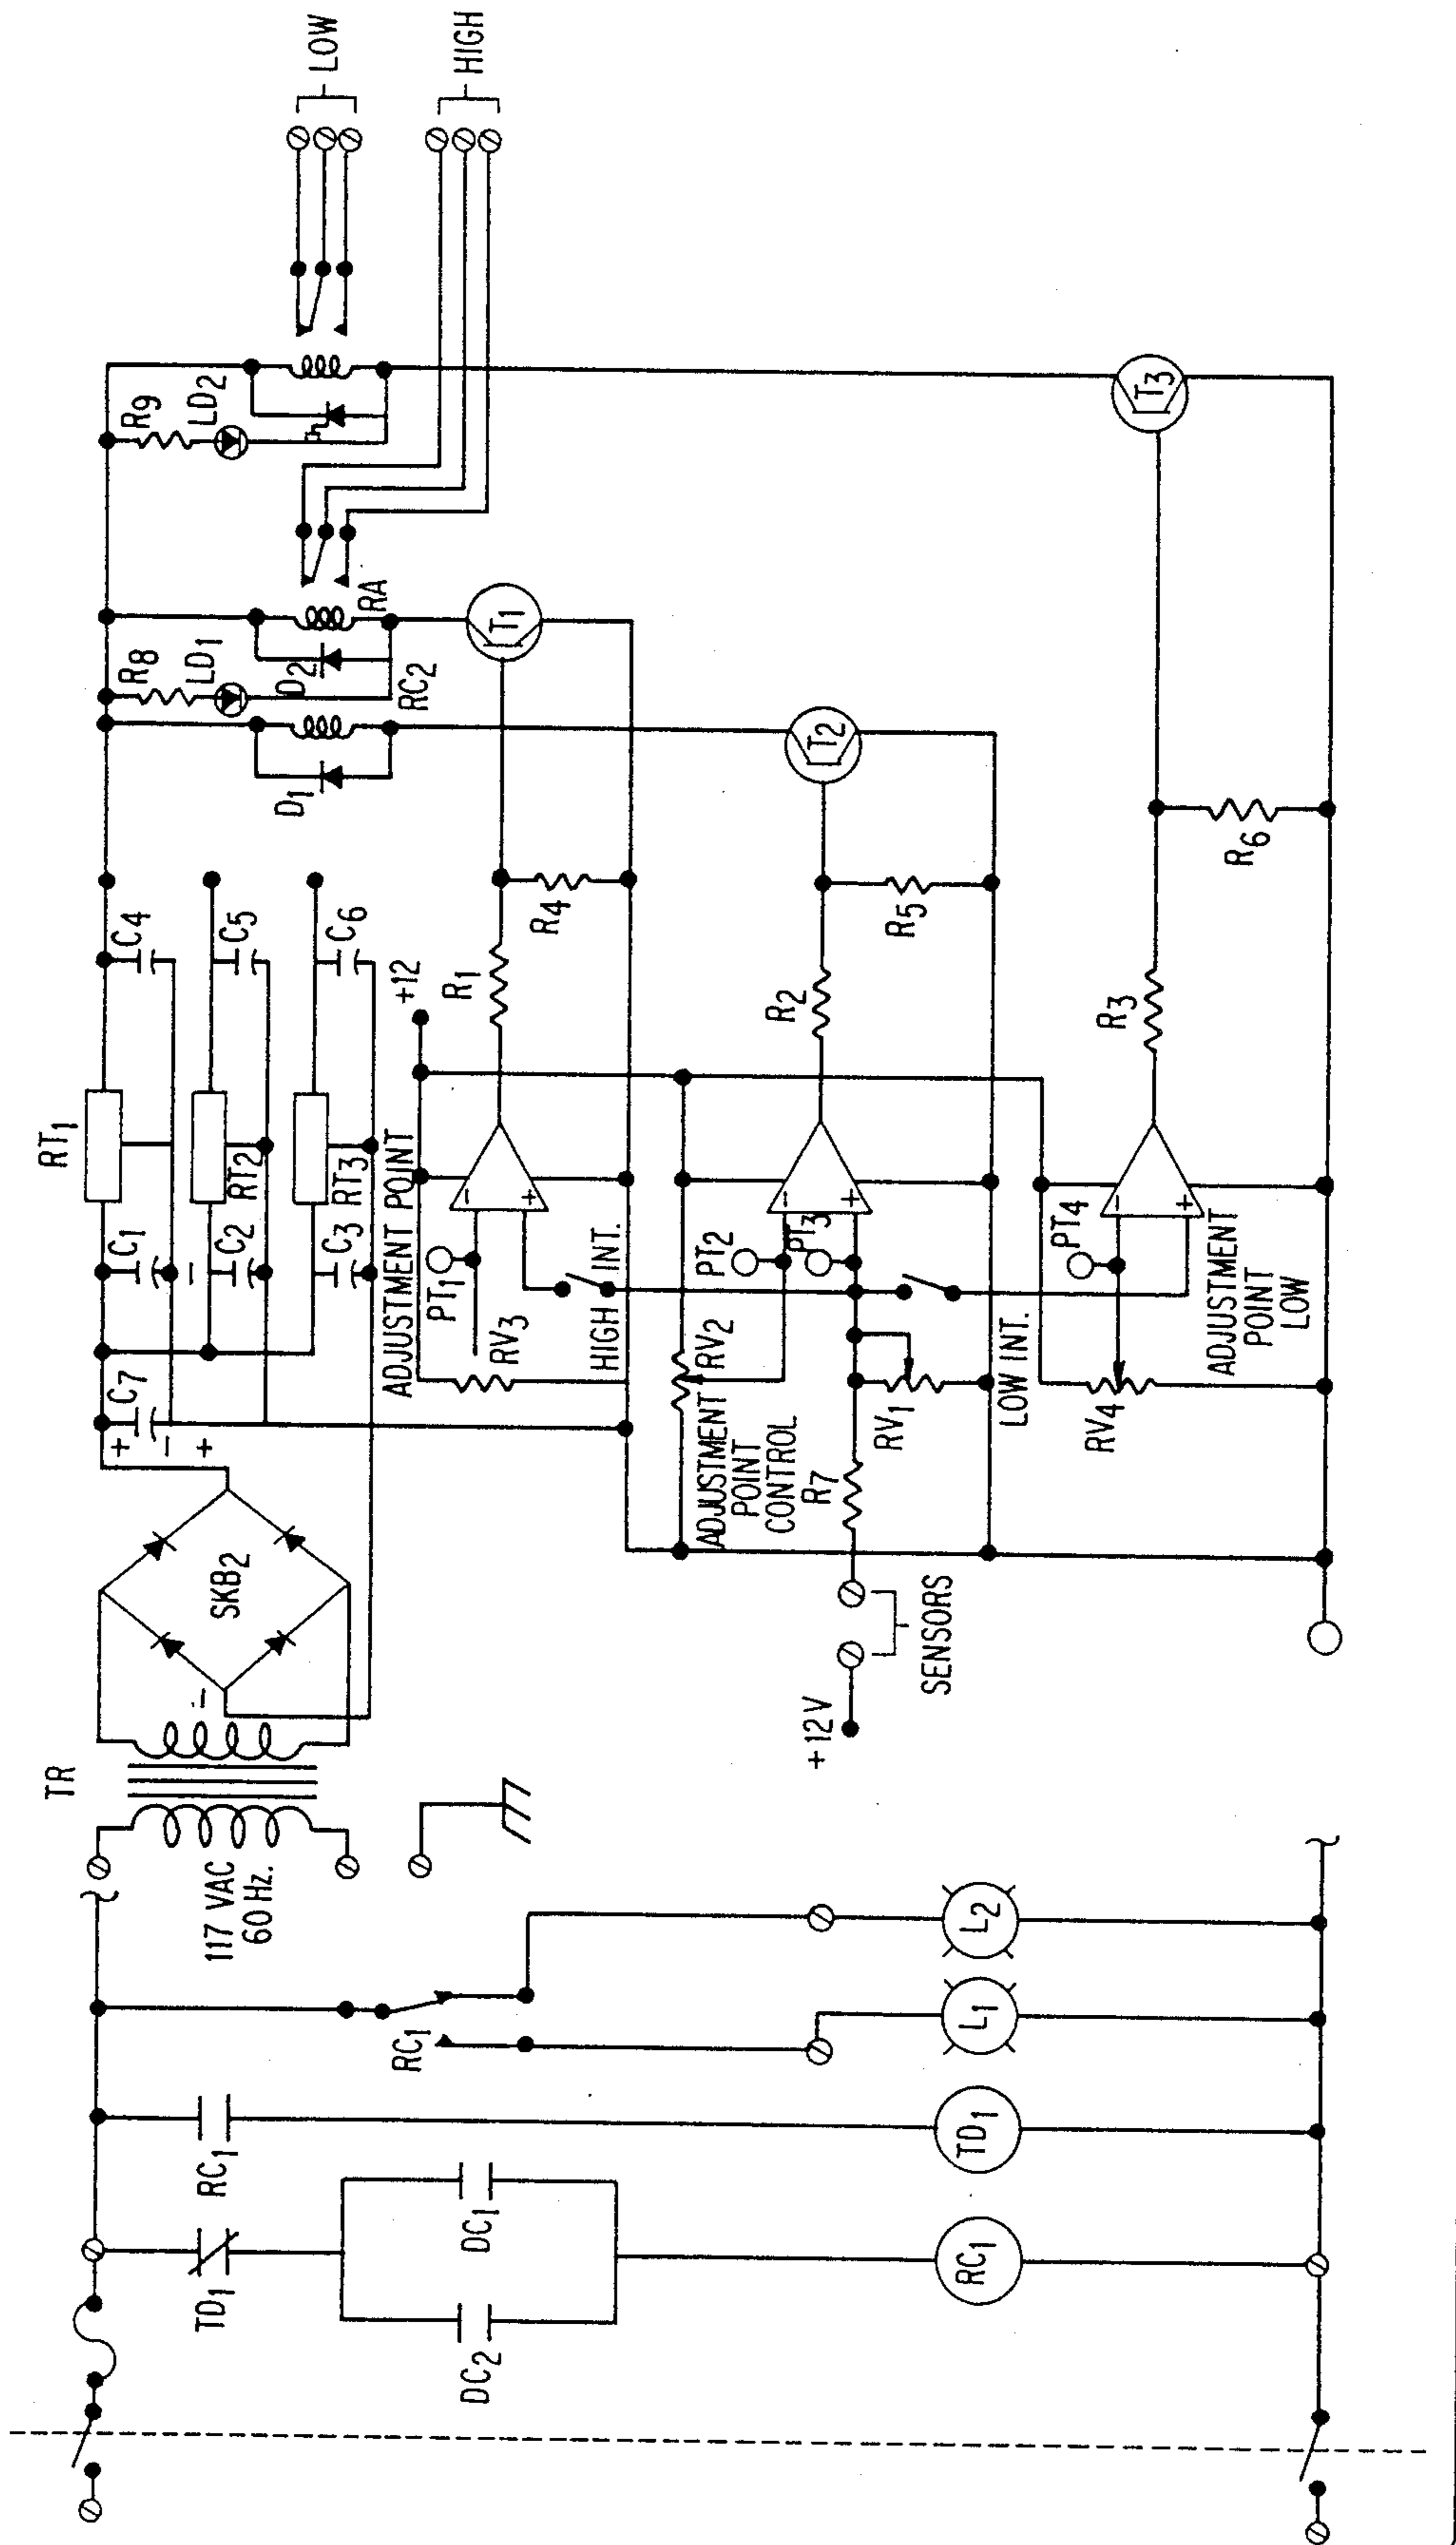 TD1
DC2
DC1
RC1
RC1
TD1
RC1
L1
L2
117 VAC
60 Hz.
TR
SKB2
+
-
+
-
C7
C1
-
C2
C3
RT1
RT2
RT3
C4
C5
C6
+12
ADJUSTMENT POINT
PT1
RV3
HIGH INT.
-
+
R1
R4
T1
D1
RC2
R8
LD1
D2
RA
R9
LD2
LOW
HIGH
+12V
SENSORS
R7
ADJUSTMENT
POINT
CONTROL
RV2
RV1
PT2
PT3
-
+
R2
R5
T2
LOW INT.
RV4
PT4
-
+
ADJUSTMENT
POINT
LOW
R3
R6
T3